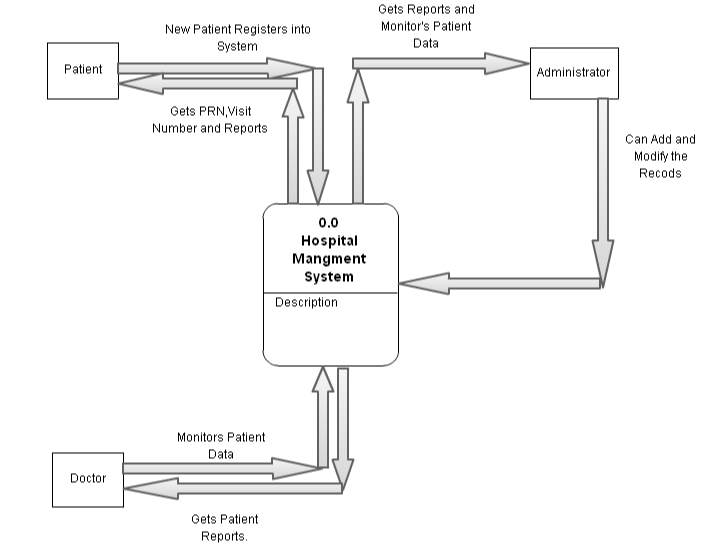 Gets Reports and
Monitor's Patient
Data
New Patient Registers into
System
Patient
Administrator
Gets PRN,Visit
Number and Reports
Can Add and
Modify the
Recods
0.0
Hospital
Mangment
System
Description
Monitors Patient
Data
Doctor
Gets Patient
Reports.